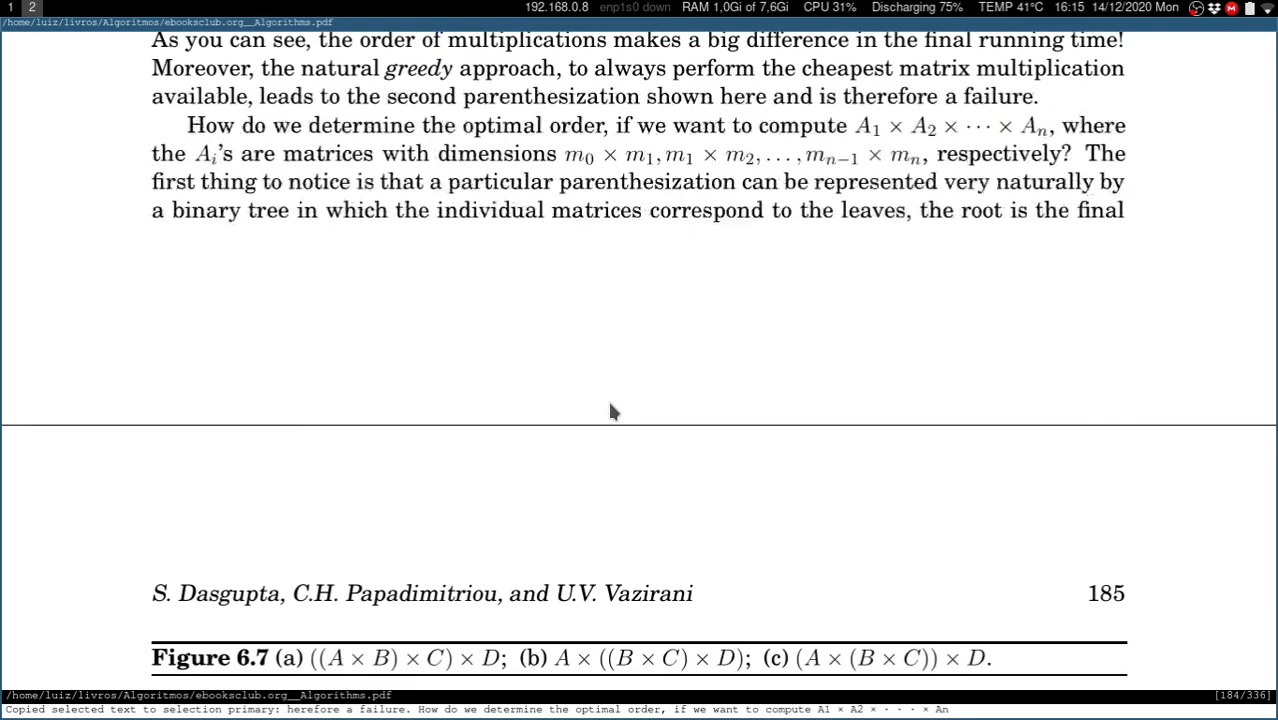 1 2 192.168.0.8 enp1s0 down RAM 1,0Gi of 7,6Gi CPU 31% Discharging 75% TEMP 41°C 16:15 14/12/2020 Mon
/home/luiz/livros/Algoritmos/ebooksclub.org__Algorithms.pdf
As you can see, the order of multiplications makes a big difference in the final running time!
Moreover, the natural greedy approach, to always perform the cheapest matrix multiplication
available, leads to the second parenthesization shown here and is therefore a failure.
How do we determine the optimal order, if we want to compute A₁ × A₂ × ··· × Aₙ, where
the Aᵢ's are matrices with dimensions m₀ × m₁, m₁ × m₂, ..., mₙ₋₁ × mₙ, respectively? The
first thing to notice is that a particular parenthesization can be represented very naturally by
a binary tree in which the individual matrices correspond to the leaves, the root is the final
S. Dasgupta, C.H. Papadimitriou, and U.V. Vazirani 185
Figure 6.7 (a) ((A × B) × C) × D; (b) A × ((B × C) × D); (c) (A × (B × C)) × D.
/home/luiz/livros/Algoritmos/ebooksclub.org__Algorithms.pdf [184/336]
Copied selected text to selection primary: herefore a failure. How do we determine the optimal order, if we want to compute A1 × A2 × · · · × An